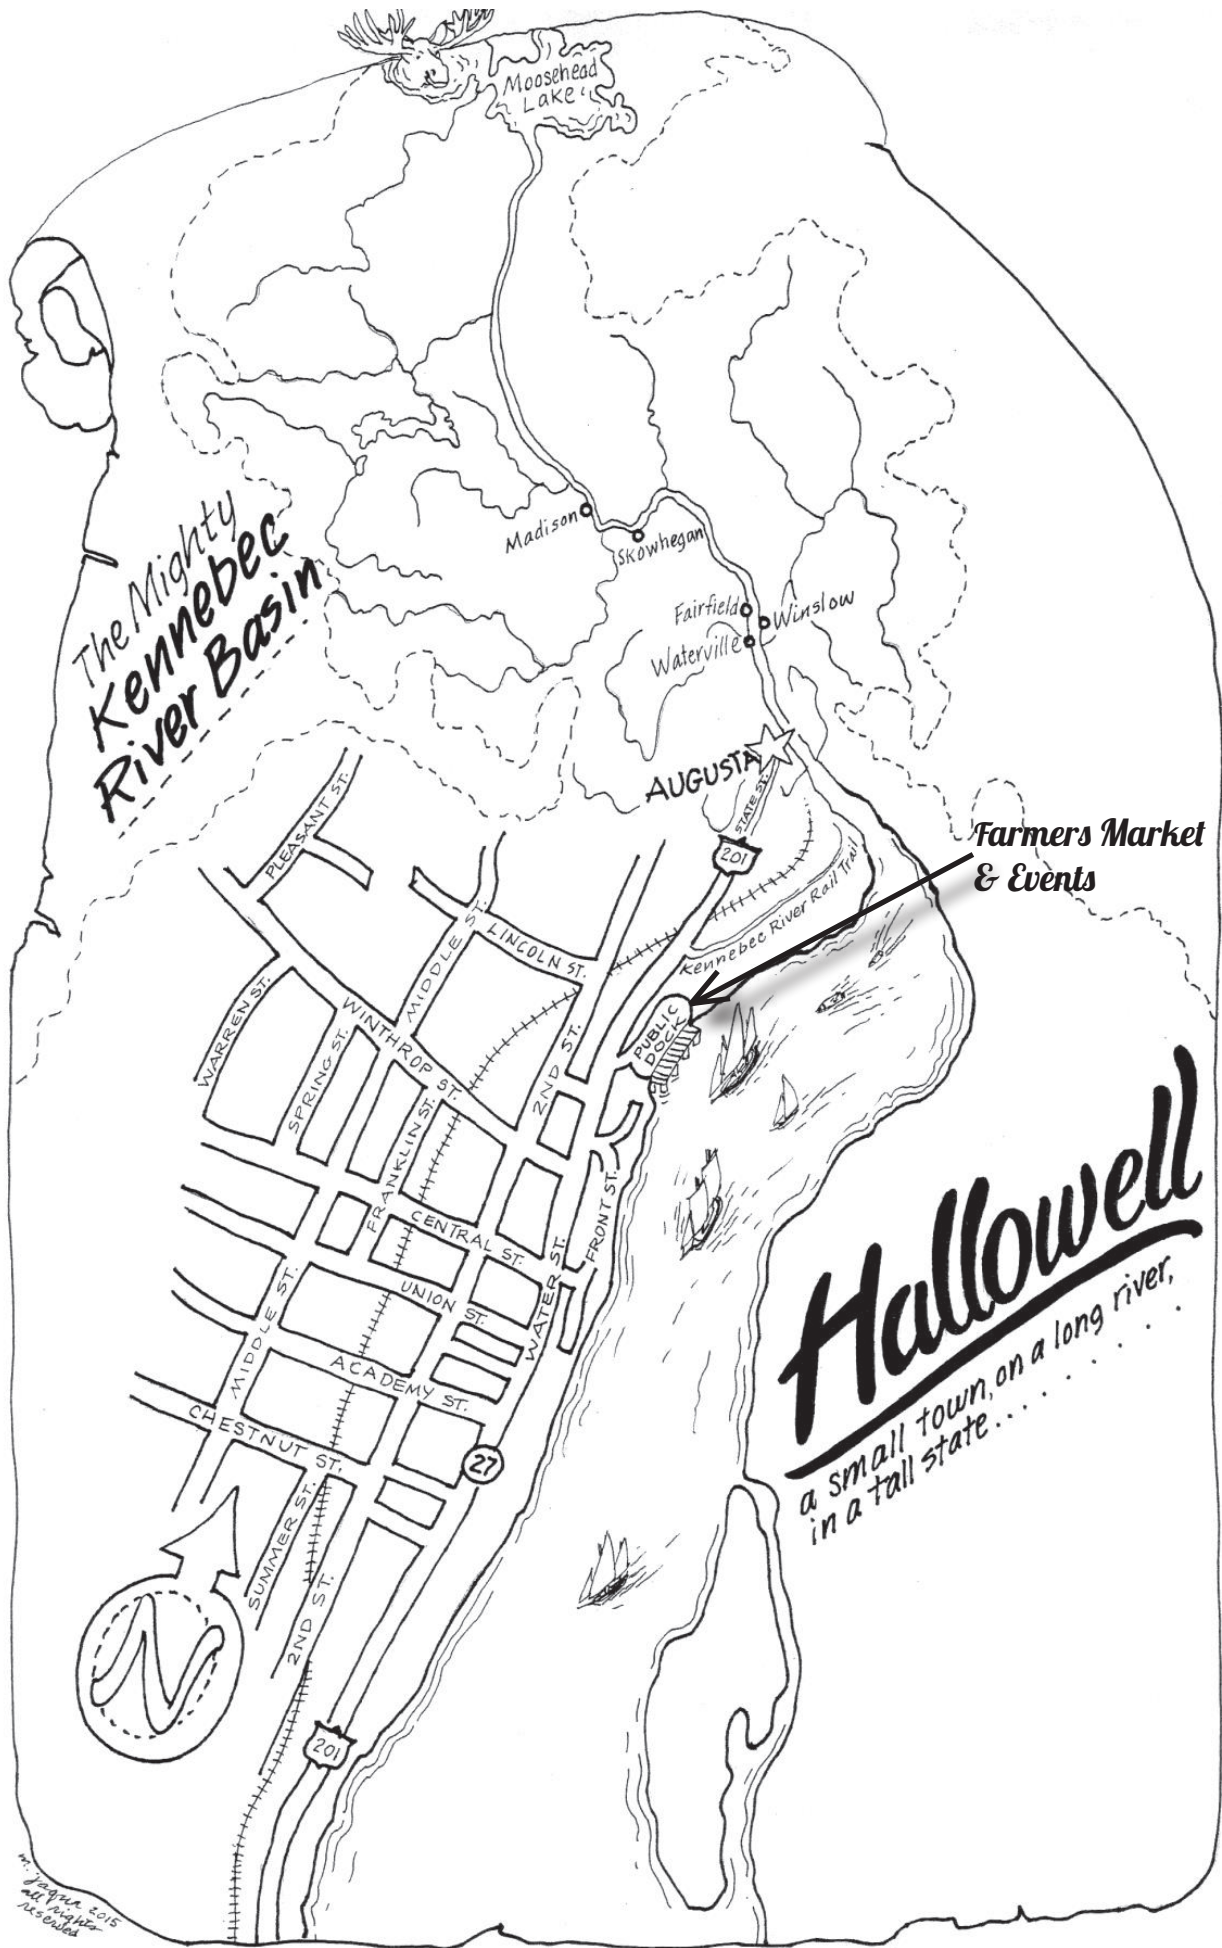 Moosehead
Lake
The Mighty
Kennebec
River Basin
Madison
Skowhegan
Fairfield
Winslow
Waterville
AUGUSTA
STATE ST.
201
Farmers Market
& Events
Kennebec River Rail Trail
PLEASANT ST.
MIDDLE ST.
LINCOLN ST.
WARREN ST.
WINTHROP ST.
SPRING ST.
2ND ST.
PUBLIC
DOCK
FRANKLIN ST.
FRONT ST.
CENTRAL ST.
WATER ST.
UNION ST.
MIDDLE ST.
ACADEMY ST.
CHESTNUT ST.
27
SUMMER ST.
2ND ST.
N
201
Hallowell
a small town, on a long river,
in a tall state...........
m. jaqua 2015
all rights
reserved